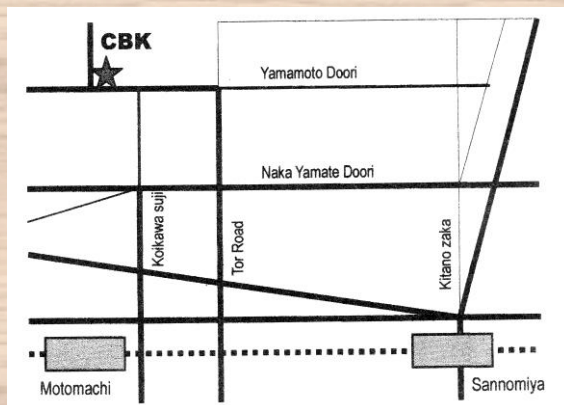 CBK
Yamamoto Doori
Naka Yamate Doori
Koikawa suji
Tor Road
Kitano zaka
Motomachi
Sannomiya